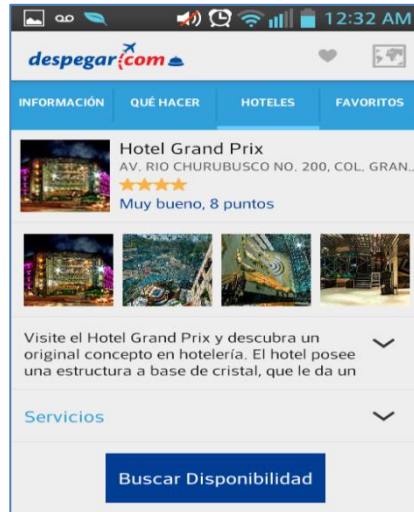 12:32 AM
despegar.com
INFORMACIÓN QUÉ HACER HOTELES FAVORITOS
Hotel Grand Prix
AV. RIO CHURUBUSCO NO. 200, COL. GRAN..
Muy bueno, 8 puntos
Visite el Hotel Grand Prix y descubra un
original concepto en hotelería. El hotel posee
una estructura a base de cristal, que le da un
Servicios
Buscar Disponibilidad